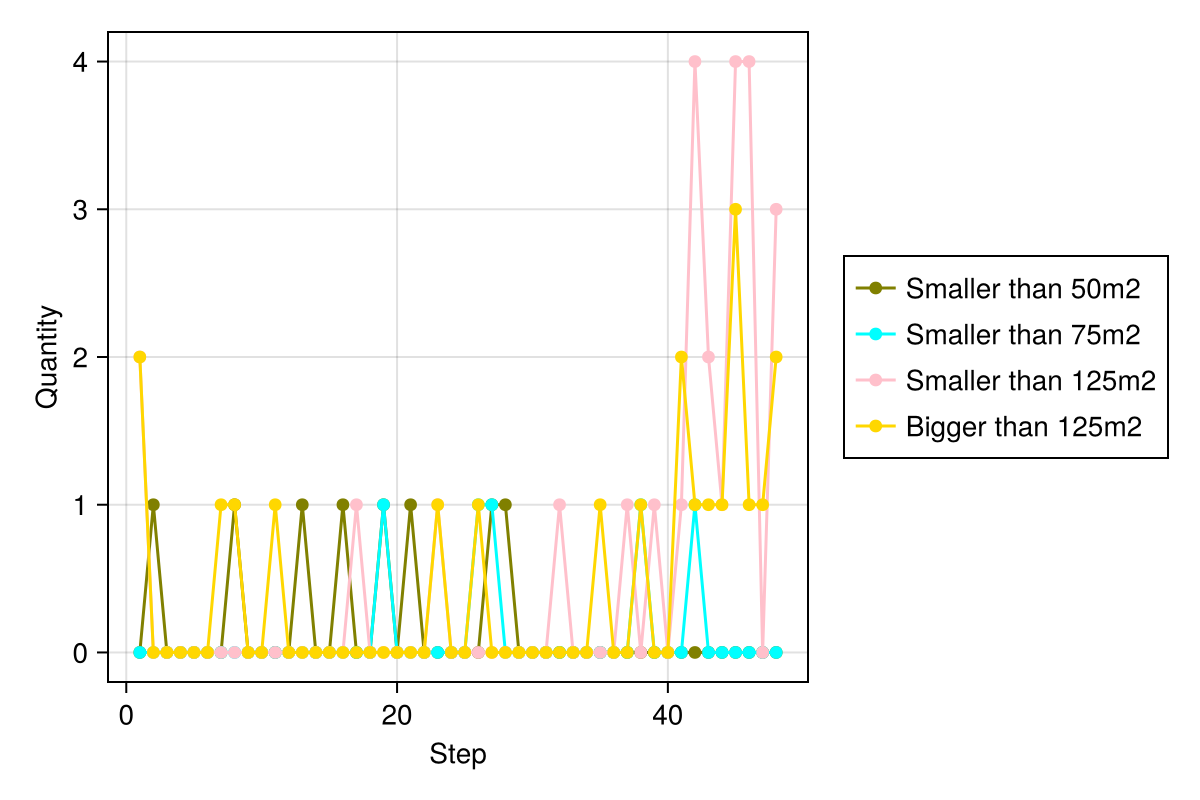 4
3
2
1
0
Quantity
0 20 40
Step
Smaller than 50m2
Smaller than 75m2
Smaller than 125m2
Bigger than 125m2